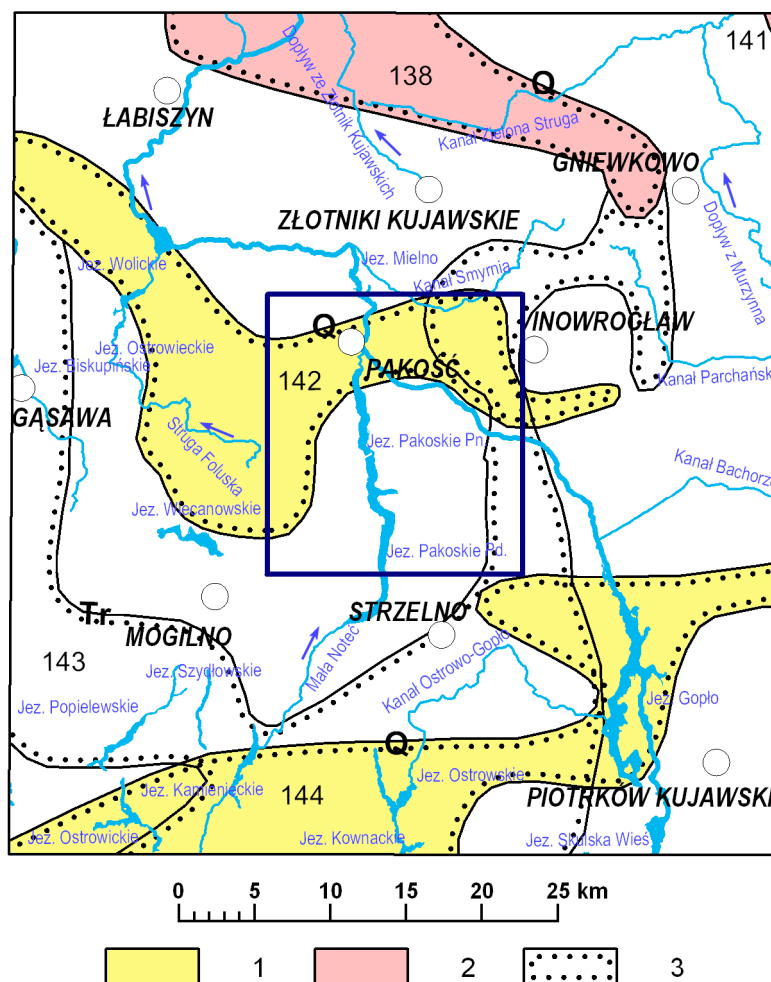 141
138
Q
Dopływ ze Złotnik Kujawskich
ŁABISZYN
Kanał Zielona Struga
GNIEWKOWO
ZŁOTNIKI KUJAWSKIE
Dopływ z Murzynna
Jez. Wolickie
Jez. Mielno
Kanał Smyrnia
Q
INOWROCŁAW
Jez. Ostrowieckie
Jez. Biskupińskie
142
PAKOŚĆ
Kanał Parchański
GĄSAWA
Struga Foluska
Jez. Pakoskie Pn.
Kanał Bachorze
Jez. Wiecanowskie
Jez. Pakoskie Pd.
Tr
MOGILNO
STRZELNO
Mała Noteć
143
Jez. Szydłowskie
Kanał Ostrowo-Gopło
Jez. Popielewskie
Jez. Gopło
Q
Jez. Kamienieckie
144
Jez. Ostrowskie
PIOTRKÓW KUJAWSKI
Jez. Ostrowickie
Jez. Kownackie
Jez. Skulska Wieś
0 5 10 15 20 25 km
1 2 3